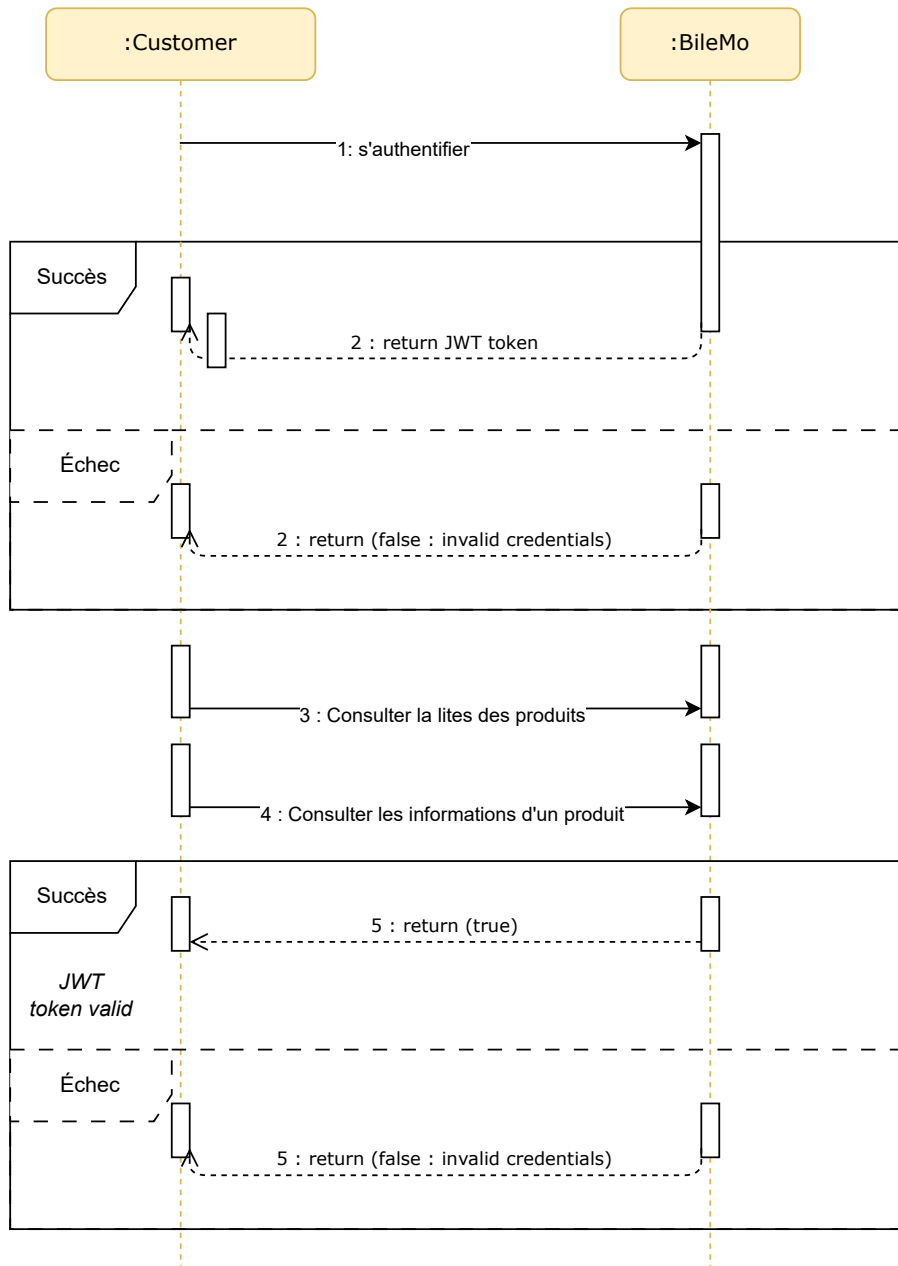 :Customer
:BileMo
1: s'authentifier
Succès
2 : return JWT token
Échec
2 : return (false : invalid credentials)
3 : Consulter la lites des produits
4 : Consulter les informations d'un produit
Succès
5 : return (true)
JWT
token valid
Échec
5 : return (false : invalid credentials)